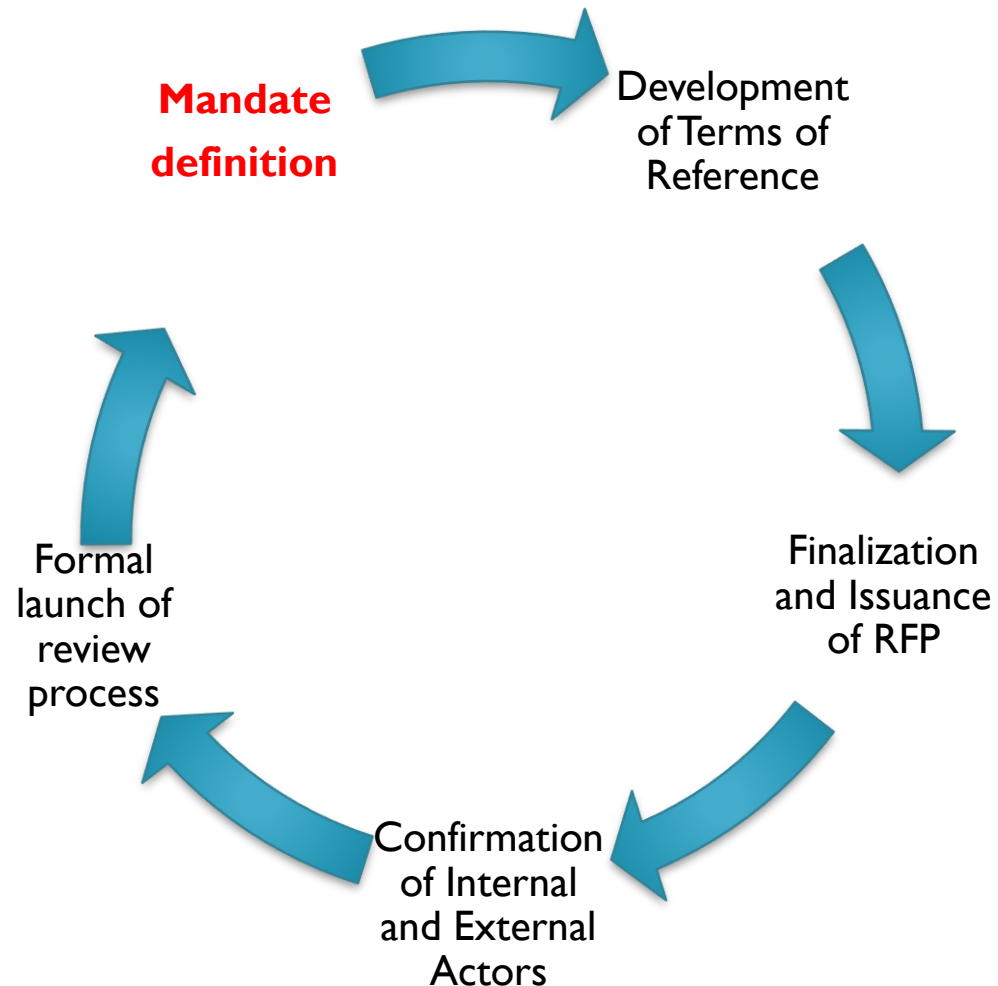 Mandate
definition
Development
of Terms of
Reference
Finalization
and Issuance
of RFP
Confirmation
of Internal
and External
Actors
Formal
launch of
review
process